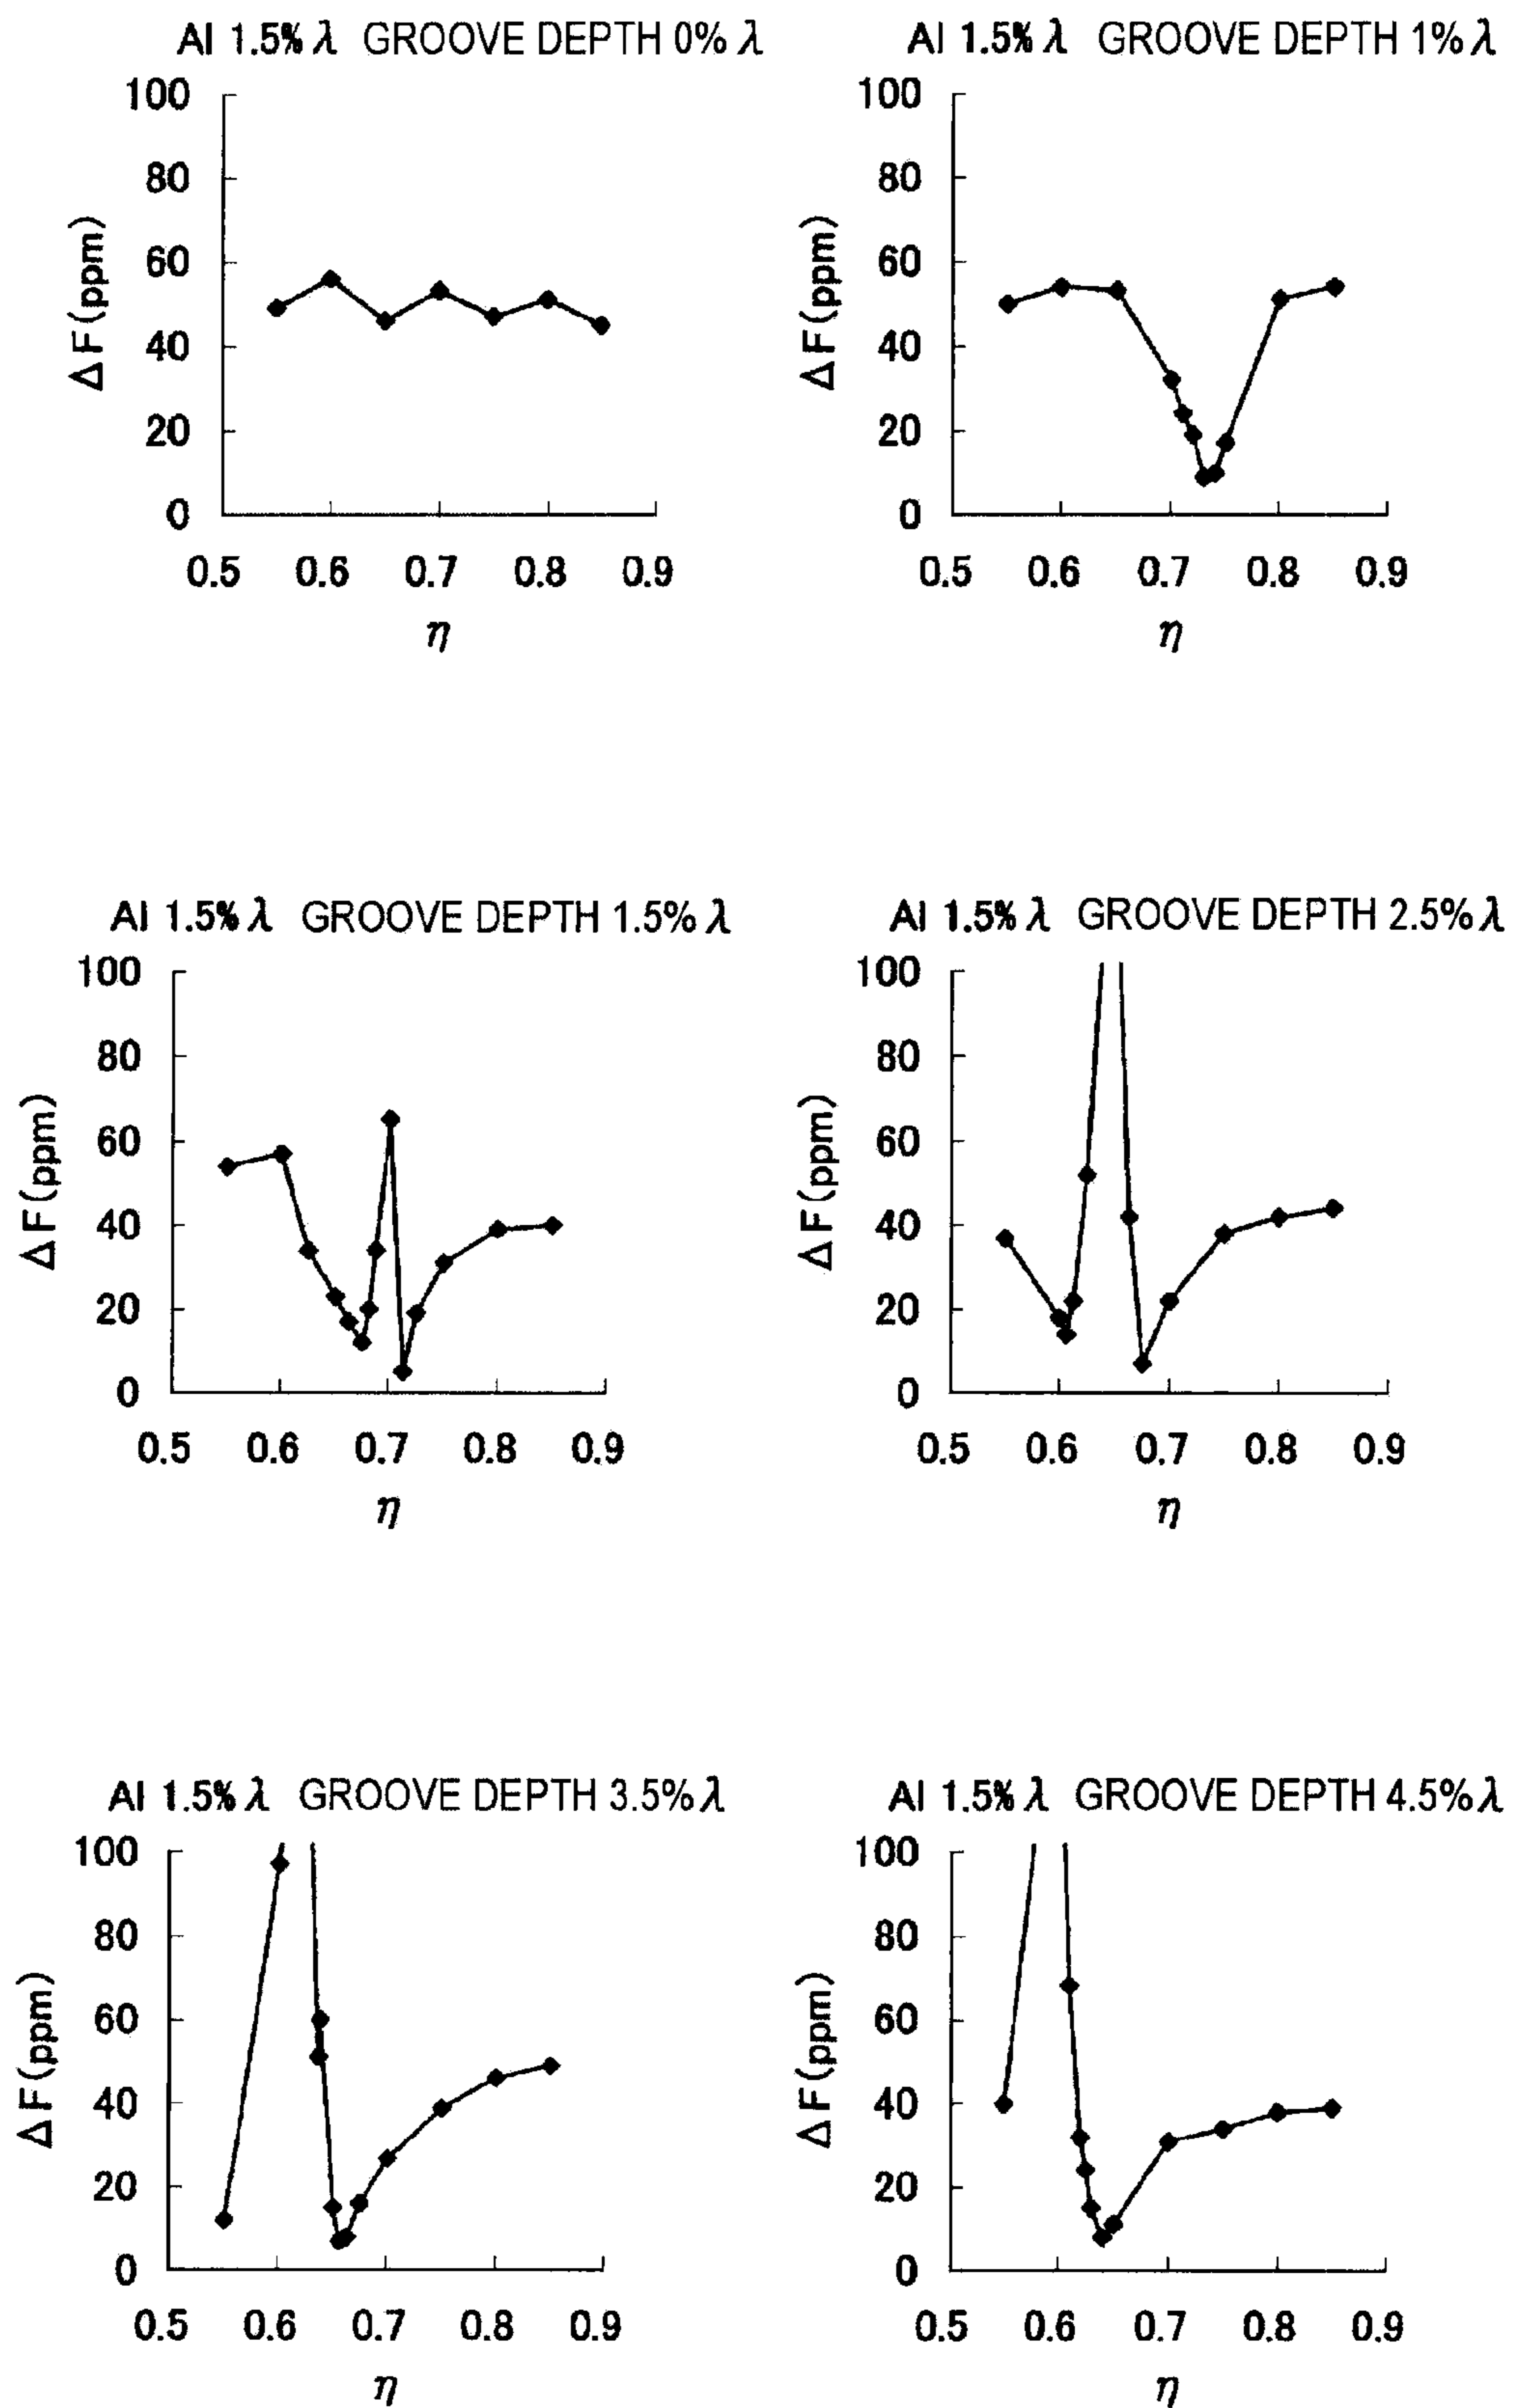 Al 1.5% λ GROOVE DEPTH 0% λ
100
80
60
40
20
0
ΔF(ppm)
0.5 0.6 0.7 0.8 0.9
η
Al 1.5% λ GROOVE DEPTH 1% λ
100
80
60
40
20
0
ΔF(ppm)
0.5 0.6 0.7 0.8 0.9
η
Al 1.5% λ GROOVE DEPTH 1.5% λ
100
80
60
40
20
0
ΔF(ppm)
0.5 0.6 0.7 0.8 0.9
η
Al 1.5% λ GROOVE DEPTH 2.5% λ
100
80
60
40
20
0
ΔF(ppm)
0.5 0.6 0.7 0.8 0.9
η
Al 1.5% λ GROOVE DEPTH 3.5% λ
100
80
60
40
20
0
ΔF(ppm)
0.5 0.6 0.7 0.8 0.9
η
Al 1.5% λ GROOVE DEPTH 4.5% λ
100
80
60
40
20
0
ΔF(ppm)
0.5 0.6 0.7 0.8 0.9
η